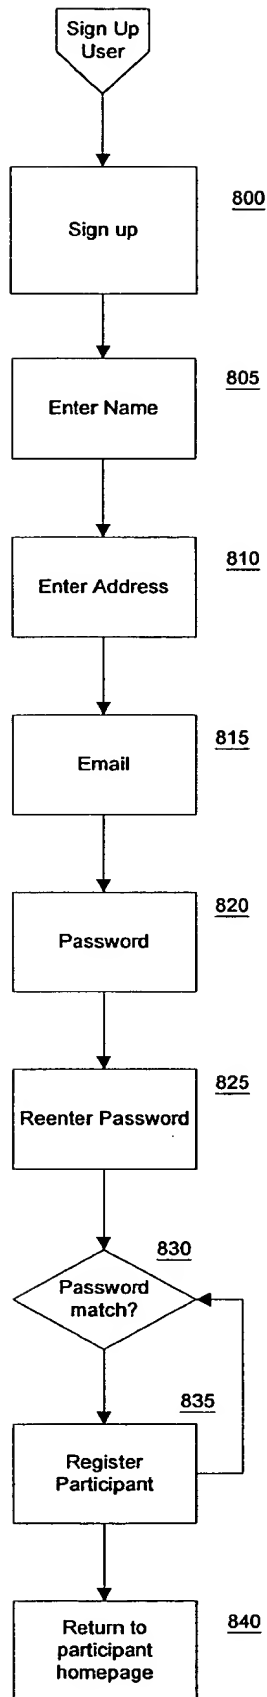 Sign Up
User
800
Sign up
805
Enter Name
810
Enter Address
815
Email
820
Password
825
Reenter Password
830
Password
match?
835
Register
Participant
840
Return to
participant
homepage